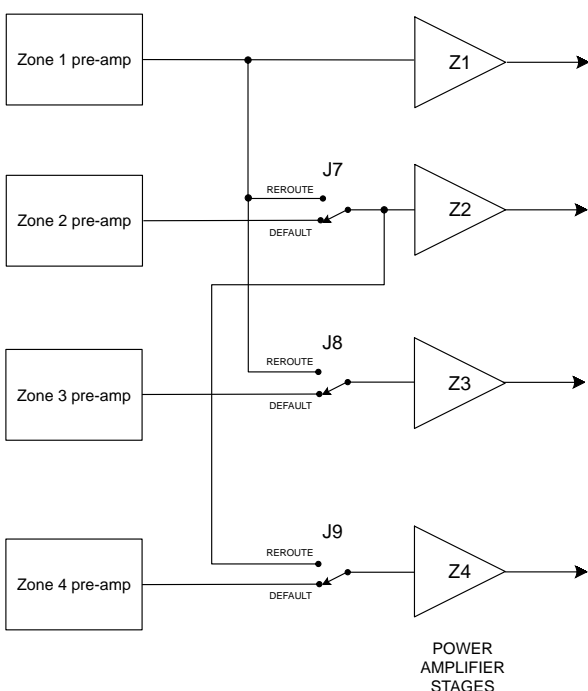 Zone 1 pre-amp
Z1
J7
REROUTE
Zone 2 pre-amp
DEFAULT
Z2
J8
REROUTE
Zone 3 pre-amp
DEFAULT
Z3
J9
REROUTE
Zone 4 pre-amp
DEFAULT
Z4
POWER
AMPLIFIER
STAGES